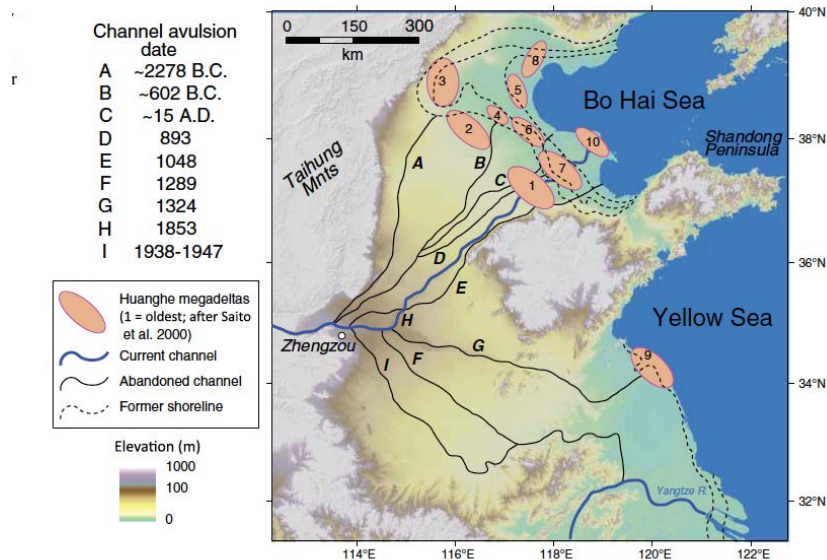 r
Channel avulsion
date
A ~2278 B.C.
B ~602 B.C.
C ~15 A.D.
D 893
E 1048
F 1289
G 1324
H 1853
I 1938-1947
Huanghe megadeltas
(1 = oldest; after Saito
et al. 2000)
Current channel
Abandoned channel
Former shoreline
Elevation (m)
1000
100
0
0 150 300
km
40°N
38°N
36°N
34°N
32°N
114°E 116°E 118°E 120°E 122°E
Taihung
Mnts
Bo Hai Sea
Shandong
Peninsula
Yellow Sea
Zhengzou
Yangtze R.
A
B
C
D
E
H
G
F
I
8
3
5
4
2
6
10
7
1
9